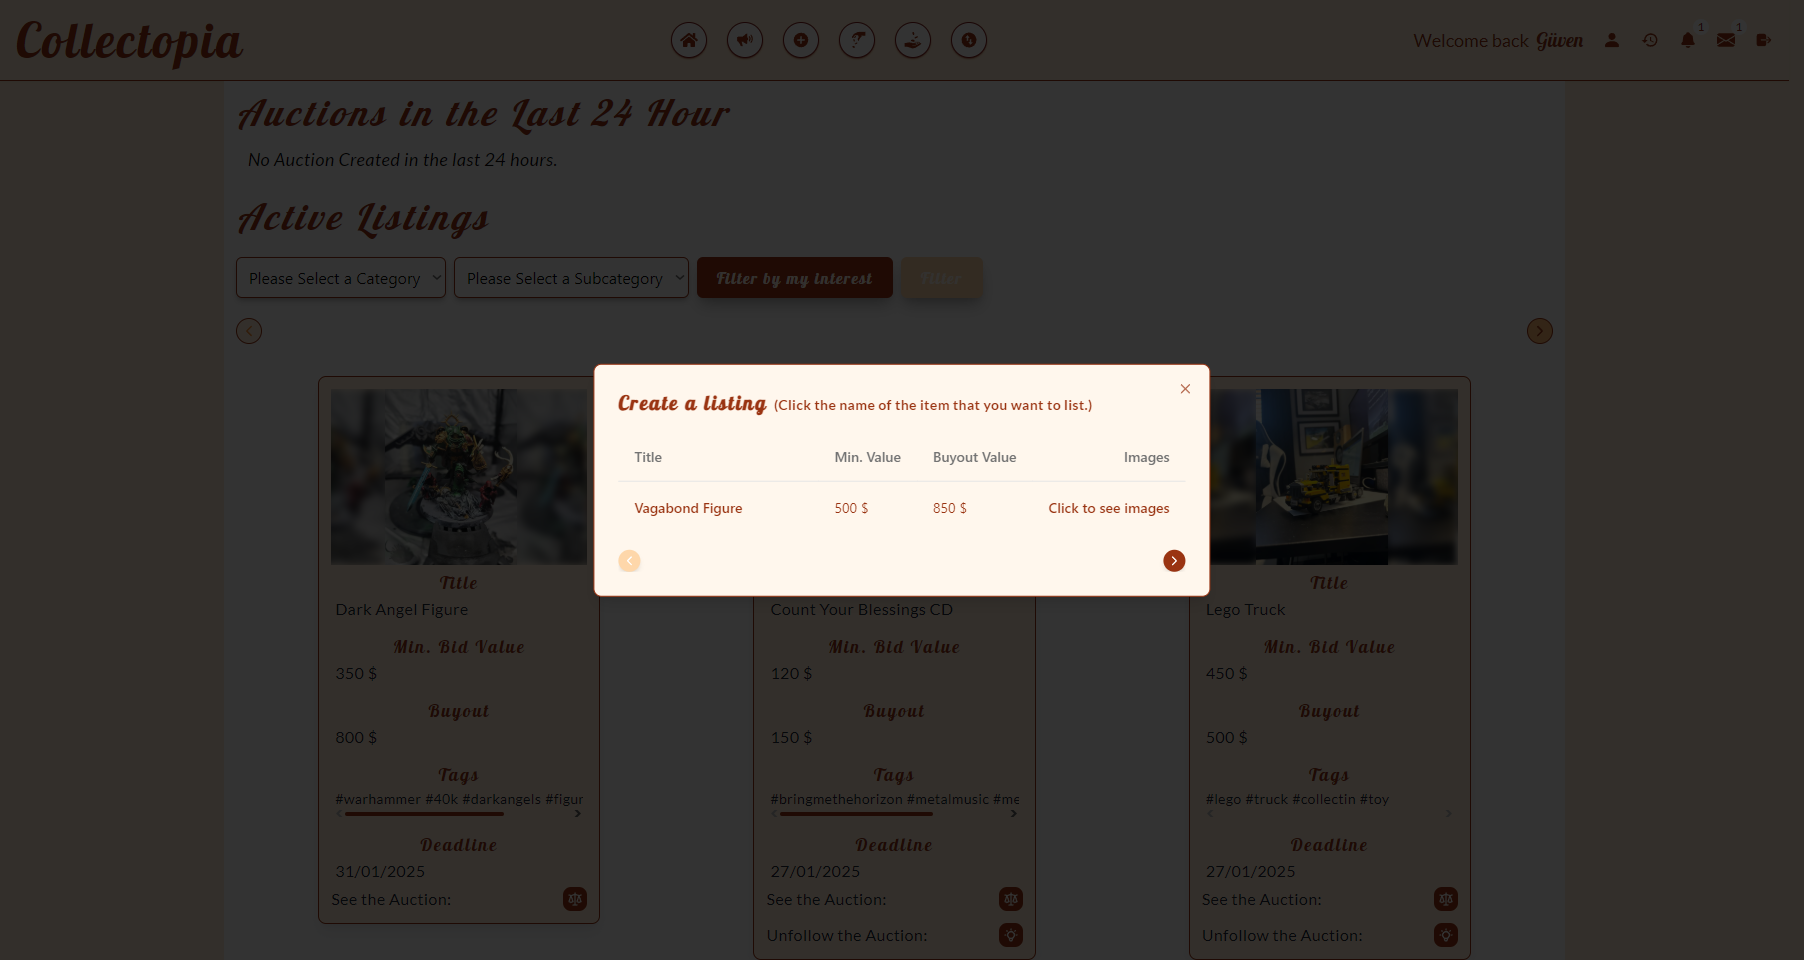 Collectopia
Welcome back Güven
1
1
Auctions in the Last 24 Hour
No Auction Created in the last 24 hours.
Active Listings
Please Select a Category
Please Select a Subcategory
Filter by my interest
Filter
Create a listing (Click the name of the item that you want to list.)
Title Min. Value Buyout Value Images
Vagabond Figure 500 $ 850 $ Click to see images
Title
Dark Angel Figure
Min. Bid Value
350 $
Buyout
800 $
Tags
#warhammer #40k #darkangels #figur
Deadline
31/01/2025
See the Auction:
Count Your Blessings CD
Min. Bid Value
120 $
Buyout
150 $
Tags
#bringmethehorizon #metalmusic #me
Deadline
27/01/2025
See the Auction:
Unfollow the Auction:
Title
Lego Truck
Min. Bid Value
450 $
Buyout
500 $
Tags
#lego #truck #collectin #toy
Deadline
27/01/2025
See the Auction:
Unfollow the Auction: